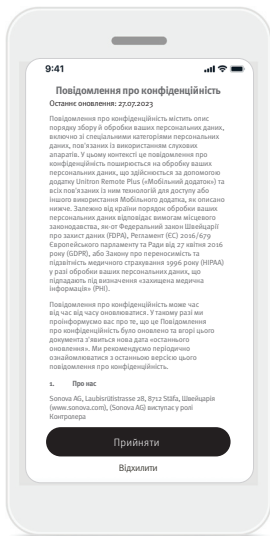 9:41
Повідомлення про конфіденційність
Останнє оновлення: 27.07.2023
Повідомлення про конфіденційність містить опис
порядку збору й обробки ваших персональних даних,
включно зі спеціальними категоріями персональних
даних, пов'язаних із використанням слухових
апаратів. У цьому контексті це повідомлення про
конфіденційність поширюється на обробку ваших
персональних даних, що здійснюється за допомогою
додатку Unitron Remote Plus («Мобільний додаток») та
всіх пов'язаних із ним технологій для доступу або
іншого використання Мобільного додатка, як описано
нижче. Залежно від країни порядок обробки ваших
персональних даних відповідає вимогам місцевого
законодавства, як-от Федеральний закон Швейцарії
про захист даних (FDPA), Регламент (ЄС) 2016/679
Європейського парламенту та Ради від 27 квітня 2016
року (GDPR), або Закону про переносимість та
підзвітність медичного страхування 1996 року (HIPAA)
у разі обробки ваших персональних даних, що
підпадають під визначення «захищена медична
інформація» (PHI).
Повідомлення про конфіденційність може час
від час від часу оновлюватися. У такому разі ми
проінформуємо вас про те, що це Повідомлення
про конфіденційність було оновлено та вгорі цього
документа з'явиться нова дата «останнього
оновлення». Ми рекомендуємо періодично
ознайомлюватися з останньою версією цього
повідомлення про конфіденційність.
1. Про нас
Sonova AG, Laubisrütistrasse 28, 8712 Stäfa, Швейцарія
(www.sonova.com), (Sonova AG) виступає у ролі
Контролера
Прийняти
Відхилити